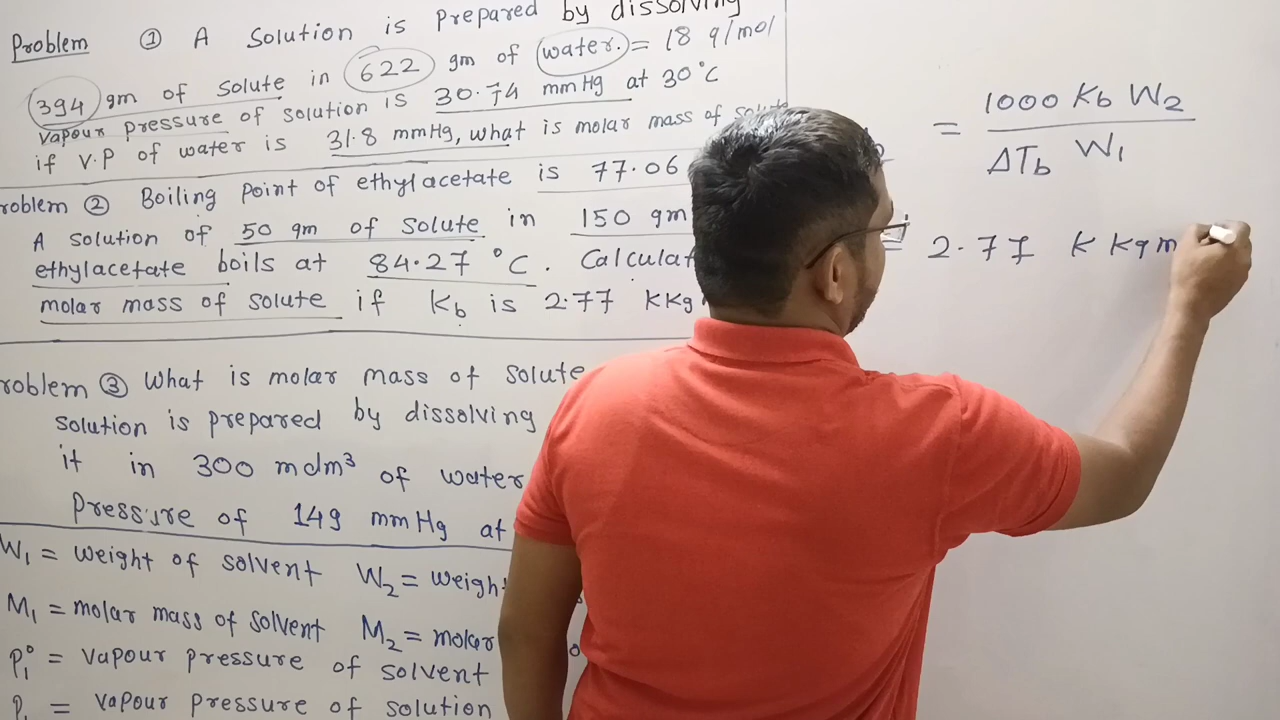 Problem ① A Solution is prepared by dissolving
394 gm of Solute in 622 gm of water. = 18 g/mol
vapour pressure of solution is 30.74 mmHg at 30°C
if V.P of water is 31.8 mmHg, what is molar mass of solute
roblem ② Boiling Point of ethylacetate is 77.06
A solution of 50 gm of solute in 150 gm
ethylacetate boils at 84.27 °C. Calculat
molar mass of solute if Kb is 2.77 KKg
roblem ③ What is molar mass of solute
solution is prepared by dissolving
it in 300 mdm³ of water
Pressure of 149 mmHg at
W₁ = weight of solvent W₂ = weight
M₁ = molar mass of solvent M₂ = molar
P₁° = vapour pressure of solvent
P₁ = vapour pressure of solution
= 1000 Kb W₂
ΔTb W₁
= 2.77 K Kg m